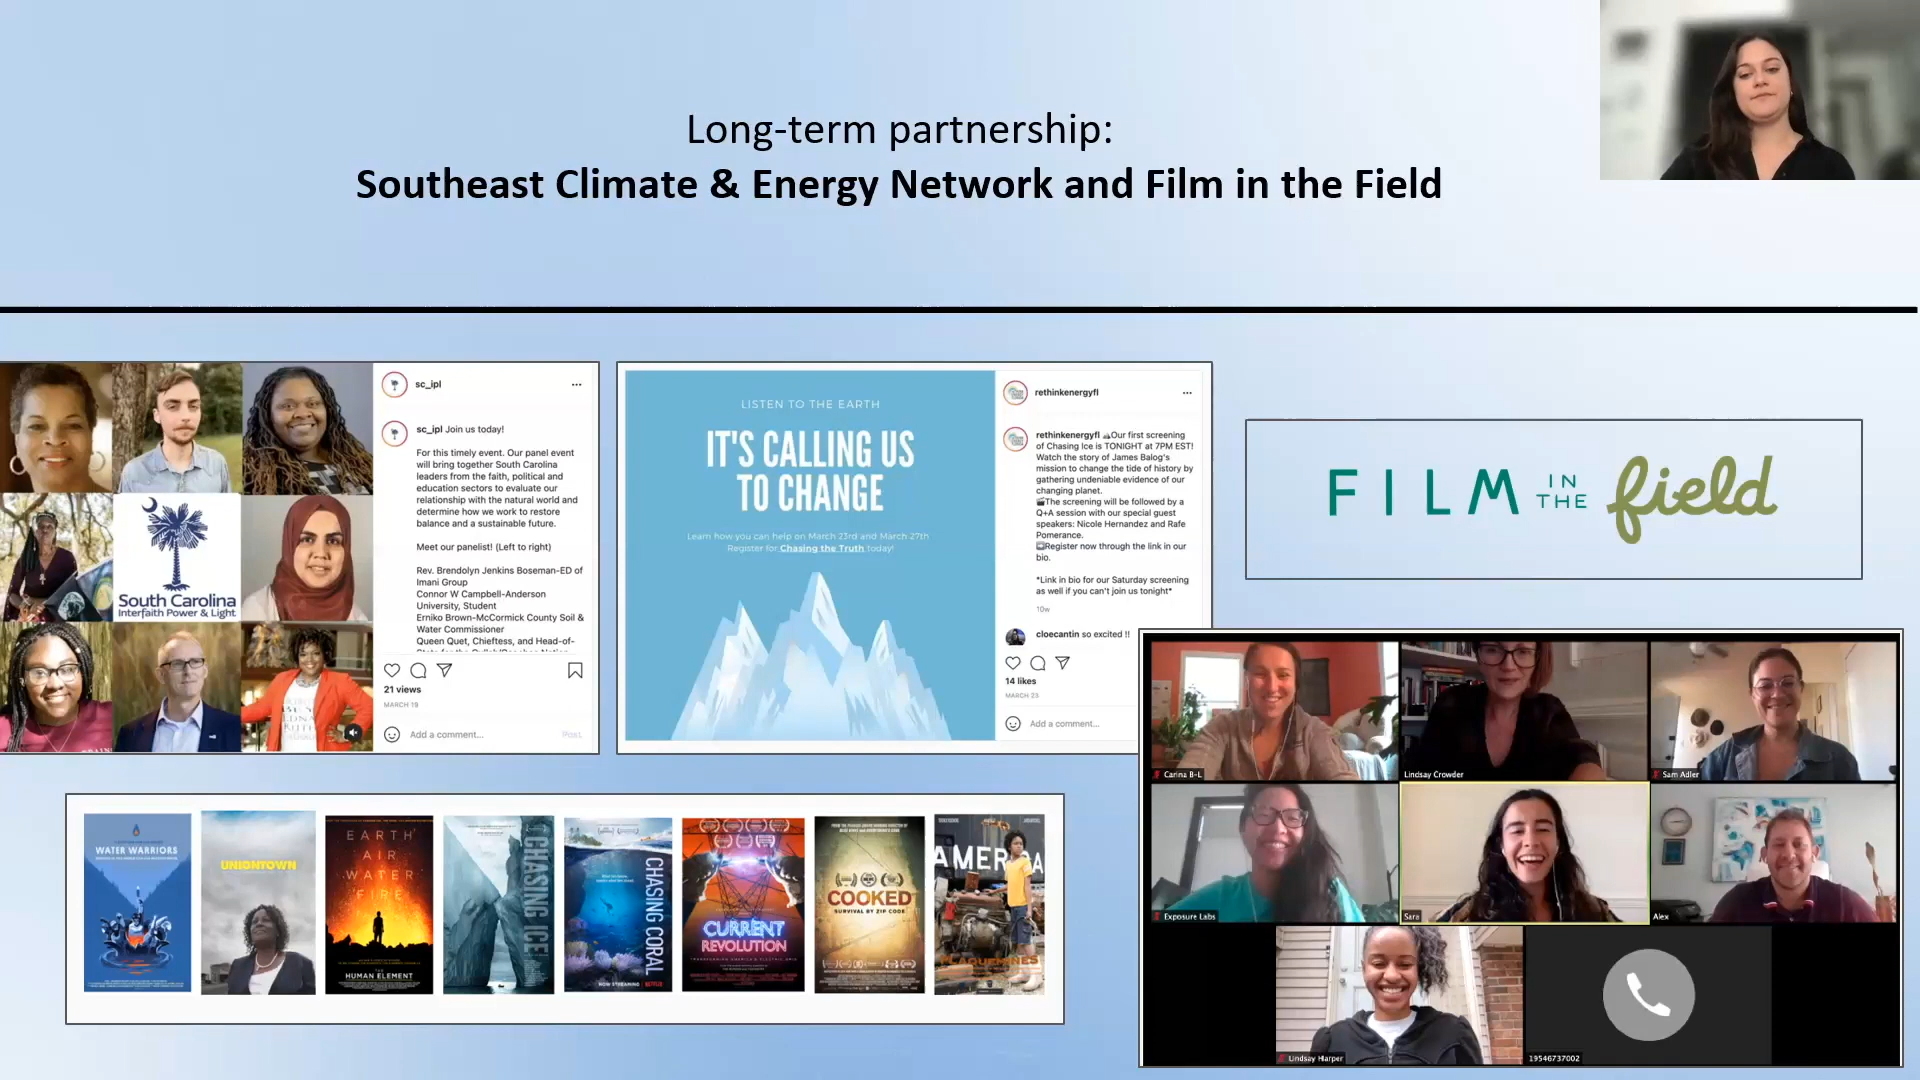 Long-term partnership:
Southeast Climate & Energy Network and Film in the Field
South Carolina
Interfaith Power & Light
sc_ipl
sc_ipl Join us today!
For this timely event. Our panel event
will bring together South Carolina
leaders from the faith, political and
education sectors to evaluate our
relationship with the natural world and
determine how we work to restore
balance and a sustainable future.
Meet our panelist! (Left to right)
Rev. Brendolyn Jenkins Boseman-ED of
Imani Group
Connor W Campbell-Anderson
University, Student
Erniko Brown-McCormick County Soil &
Water Commissioner
Queen Quet, Chieftess, and Head-of-
21 views
MARCH 19
Add a comment...
Post
LISTEN TO THE EARTH
IT'S CALLING US
TO CHANGE
Learn how you can help on March 23rd and March 27th
Register for Chasing the Truth today!
rethinkenergyfl
rethinkenergyfl Our first screening
of Chasing Ice is TONIGHT at 7PM EST!
Watch the story of James Balog's
mission to change the tide of history by
gathering undeniable evidence of our
changing planet.
The screening will be followed by a
Q+A session with our special guest
speakers: Nicole Hernandez and Rafe
Pomerance.
Register now through the link in our
bio.
*Link in bio for our Saturday screening
as well if you can't join us tonight*
10w
cloecantin so excited !!
14 likes
MARCH 23
Add a comment...
FILM IN THE field
WATER WARRIORS
UNIONTOWN
EARTH
AIR
WATER
FIRE
THE
HUMAN ELEMENT
CHASING ICE
CHASING CORAL
NOW STREAMING NETFLIX
CURRENT
REVOLUTION
COOKED
SURVIVAL BY ZIP CODE
AMERICA
PLAQUEMINES
Carina B-L
Lindsay Crowder
Sam Adler
Exposure Labs
Sara
Alex
Lindsay Harper
19546737002